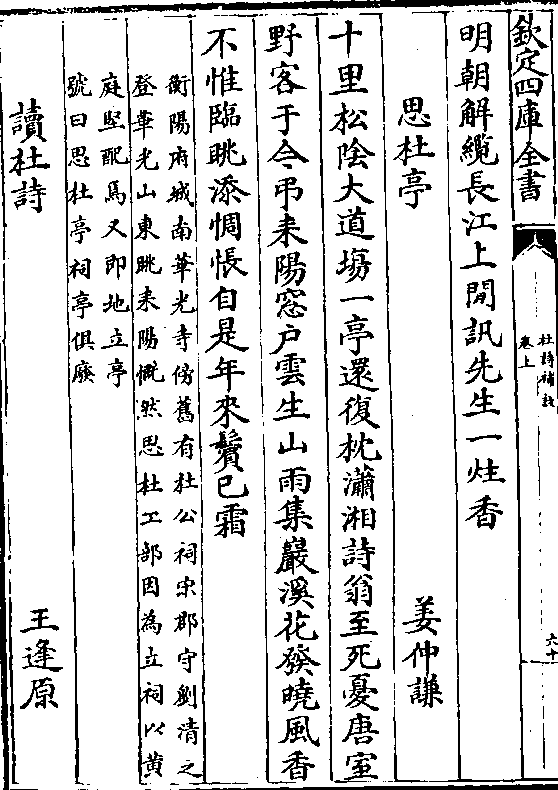 欽定四庫全書
杜詩補註
卷上
六十
明朝解纜長江上間訊先生一炷香
思杜亭
姜仲謙
十里松陰大道場一亭還復枕瀟湘詩翁至死憂唐室
野客于今弔耒陽窓户雲生山雨集巖溪花發曉風香
不惟臨眺添惆悵自是年來鬢已霜
衡陽府城南華光寺傍舊有杜公祠宋郡守劉清之
登華光山東眺耒陽慨然思杜工部因為立祠以黄
庭堅配焉又即地立亭
號曰思杜亭祠亭俱廢
讀杜詩
王逢原